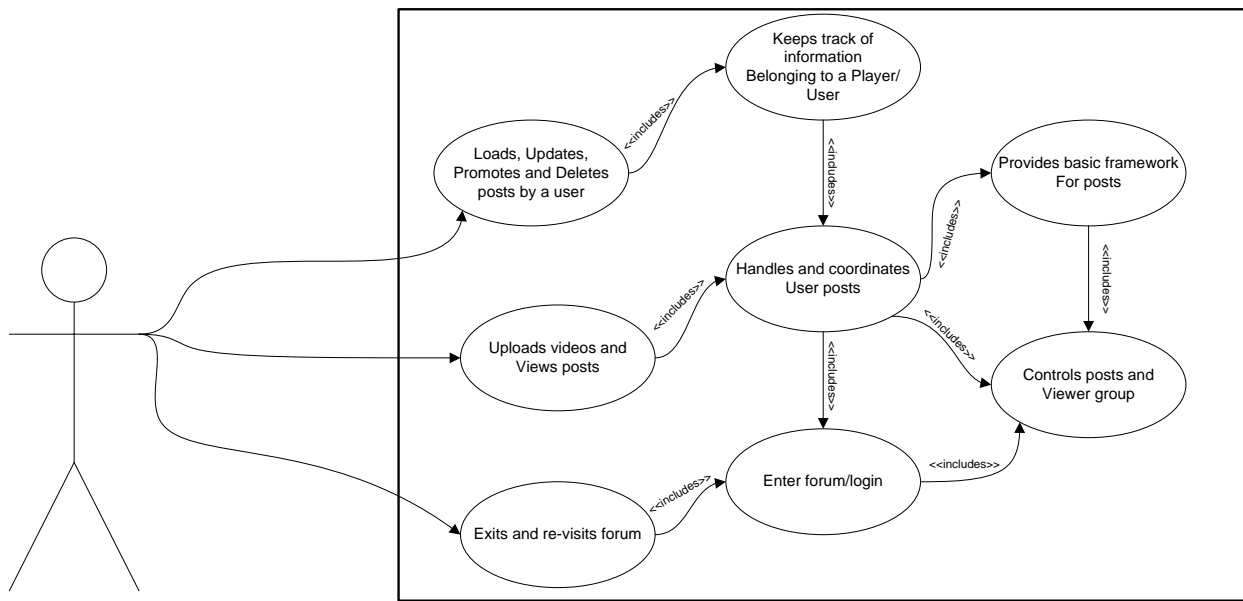 Keeps track of
information
Belonging to a Player/
User
<<includes>>
<<includes>>
Loads, Updates,
Promotes and Deletes
posts by a user
Provides basic framework
For posts
<<includes>>
<<includes>>
Handles and coordinates
User posts
<<includes>>
<<includes>>
<<includes>>
Uploads videos and
Views posts
Controls posts and
Viewer group
<<includes>>
<<includes>>
Enter forum/login
<<includes>>
Exits and re-visits forum